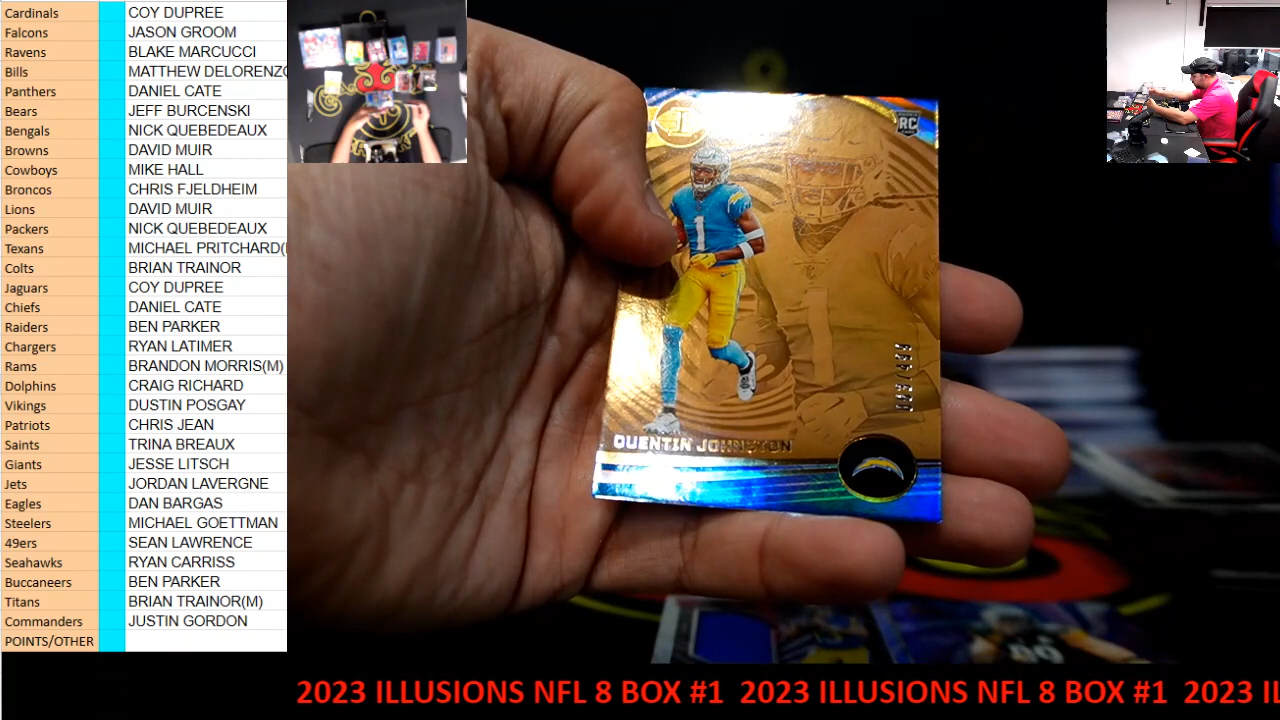 Cardinals COY DUPREE
Falcons JASON GROOM
Ravens BLAKE MARCUCCI
Bills MATTHEW DELORENZO
Panthers DANIEL CATE
Bears JEFF BURCENSKI
Bengals NICK QUEBEDEAUX
Browns DAVID MUIR
Cowboys MIKE HALL
Broncos CHRIS FJELDHEIM
Lions DAVID MUIR
Packers NICK QUEBEDEAUX
Texans MICHAEL PRITCHARD(
Colts BRIAN TRAINOR
Jaguars COY DUPREE
Chiefs DANIEL CATE
Raiders BEN PARKER
Chargers RYAN LATIMER
Rams BRANDON MORRIS(M)
Dolphins CRAIG RICHARD
Vikings DUSTIN POSGAY
Patriots CHRIS JEAN
Saints TRINA BREAUX
Giants JESSE LITSCH
Jets JORDAN LAVERGNE
Eagles DAN BARGAS
Steelers MICHAEL GOETTMAN
49ers SEAN LAWRENCE
Seahawks RYAN CARRISS
Buccaneers BEN PARKER
Titans BRIAN TRAINOR(M)
Commanders JUSTIN GORDON
POINTS/OTHER
RC
1
QUENTIN JOHNSTON
2023 ILLUSIONS NFL 8 BOX #1 2023 ILLUSIONS NFL 8 BOX #1 2023 IL